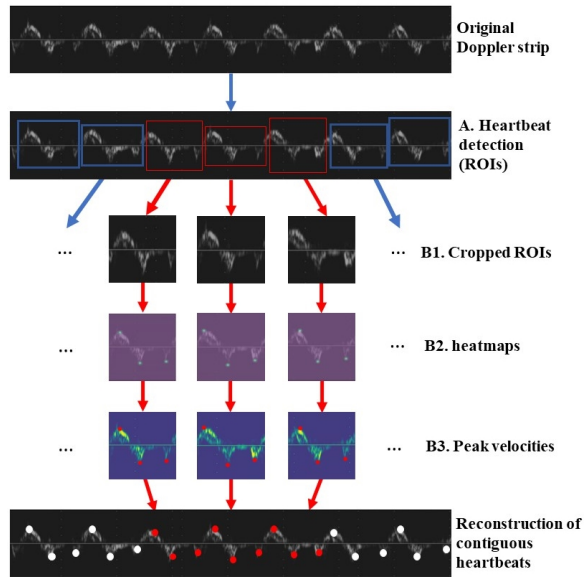 Original
Doppler strip
A. Heartbeat
detection
(ROIs)
... ... B1. Cropped ROIs
... ... B2. heatmaps
... ... B3. Peak velocities
Reconstruction of
contiguous
heartbeats